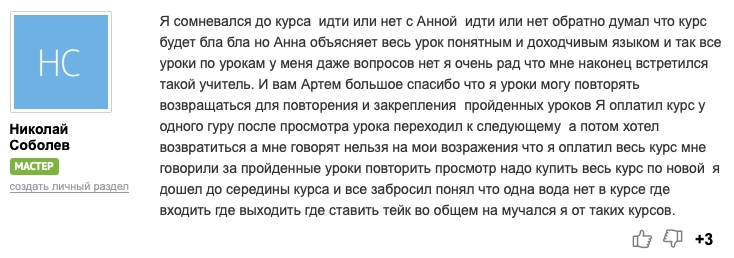 НС
Николай
Соболев
МАСТЕР
создать личный раздел
Я сомневался до курса  идти или нет с Анной  идти или нет обратно думал что курс
будет бла бла но Анна объясняет весь урок понятным и доходчивым языком и так все
уроки по урокам у меня даже вопросов нет я очень рад что мне наконец встретился
такой учитель. И вам Артем большое спасибо что я уроки могу повторять
возвращаться для повторения и закрепления  пройденных уроков Я оплатил курс у
одного гуру после просмотра урока переходил к следующему  а потом хотел
возвратиться а мне говорят нельзя на мои возражения что я оплатил весь курс мне
говорили за пройденные уроки повторить просмотр надо купить весь курс по новой  я
дошел до середины курса и все забросил понял что одна вода нет в курсе где
входить где выходить где ставить тейк во общем на мучался я от таких курсов.
+3